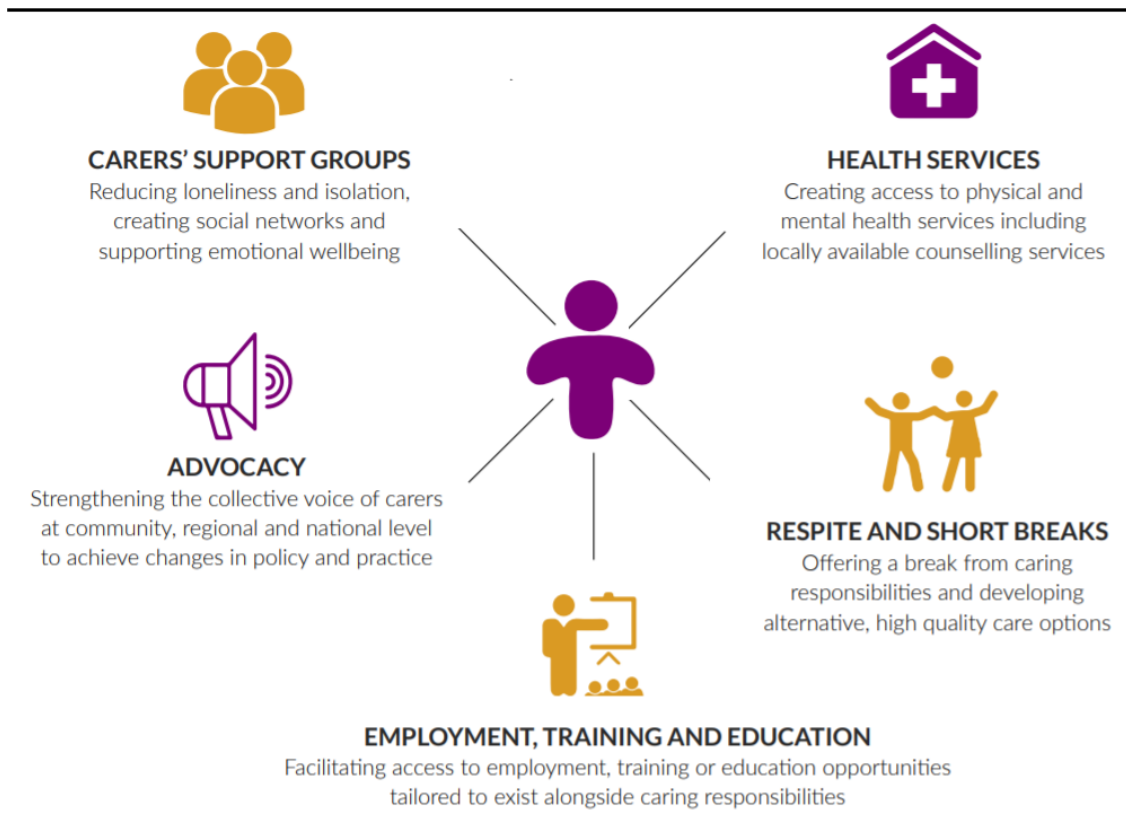 CARERS’ SUPPORT GROUPS
Reducing loneliness and isolation,
creating social networks and
supporting emotional wellbeing
HEALTH SERVICES
Creating access to physical and
mental health services including
locally available counselling services
ADVOCACY
Strengthening the collective voice of carers
at community, regional and national level
to achieve changes in policy and practice
RESPITE AND SHORT BREAKS
Offering a break from caring
responsibilities and developing
alternative, high quality care options
EMPLOYMENT, TRAINING AND EDUCATION
Facilitating access to employment, training or education opportunities
tailored to exist alongside caring responsibilities